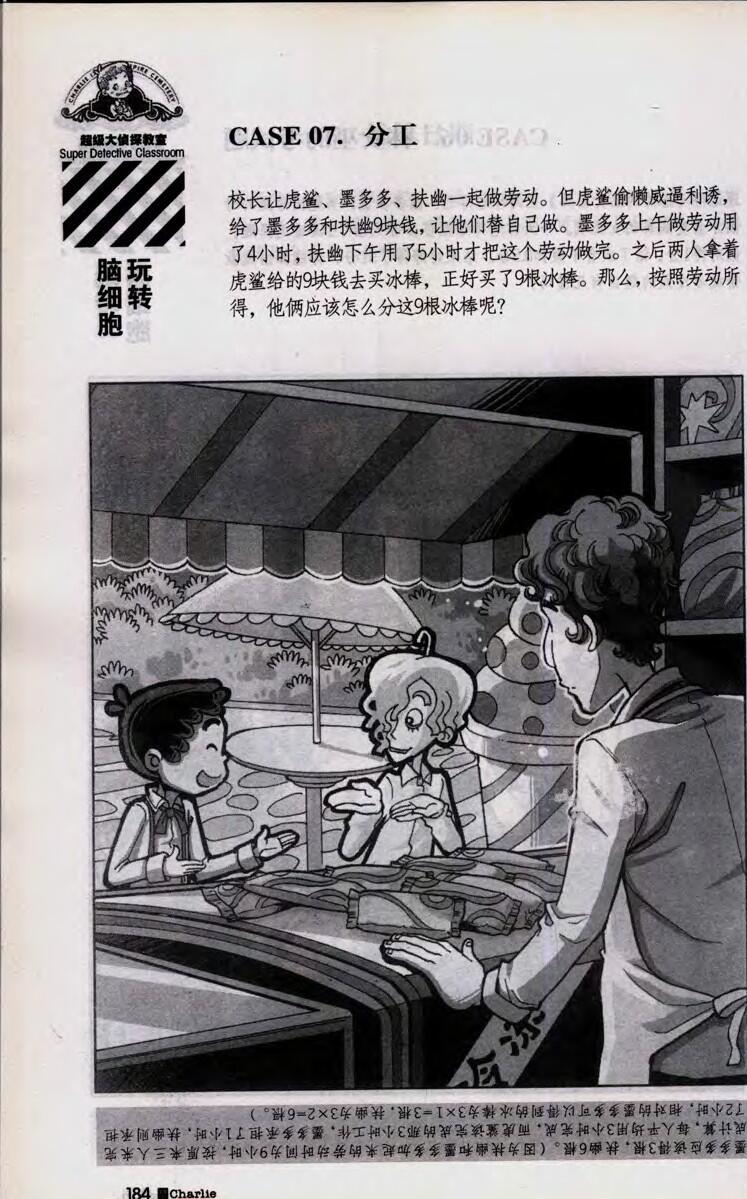 CHARLIE IX EMPIRE CEMETERY
超级大侦探教室
Super Detective Classroom
玩转
脑细胞
CASE 07. 分工
校长让虎鲨、墨多多、扶幽一起做劳动。但虎鲨偷懒威逼利诱，
给了墨多多和扶幽9块钱，让他们替自己做。墨多多上午做劳动用
了4小时，扶幽下午用了5小时才把这个劳动做完。之后两人拿着
虎鲨给的9块钱去买冰棒，正好买了9根冰棒。那么，按照劳动所
得，他俩应该怎么分这9根冰棒呢？
冷
墨多多应该得3根，扶幽6根。（因为扶幽和墨多多加起来的劳动时间为9小时，按原来三人来完
成计算，每人平均用3小时完成，而虎鲨该完成的那3小时工作，墨多多承担了1小时，扶幽则承担
了2小时，相对的墨多多可以得到的冰棒为3×1=3根，扶幽为3×2=6根。）
184 Charlie